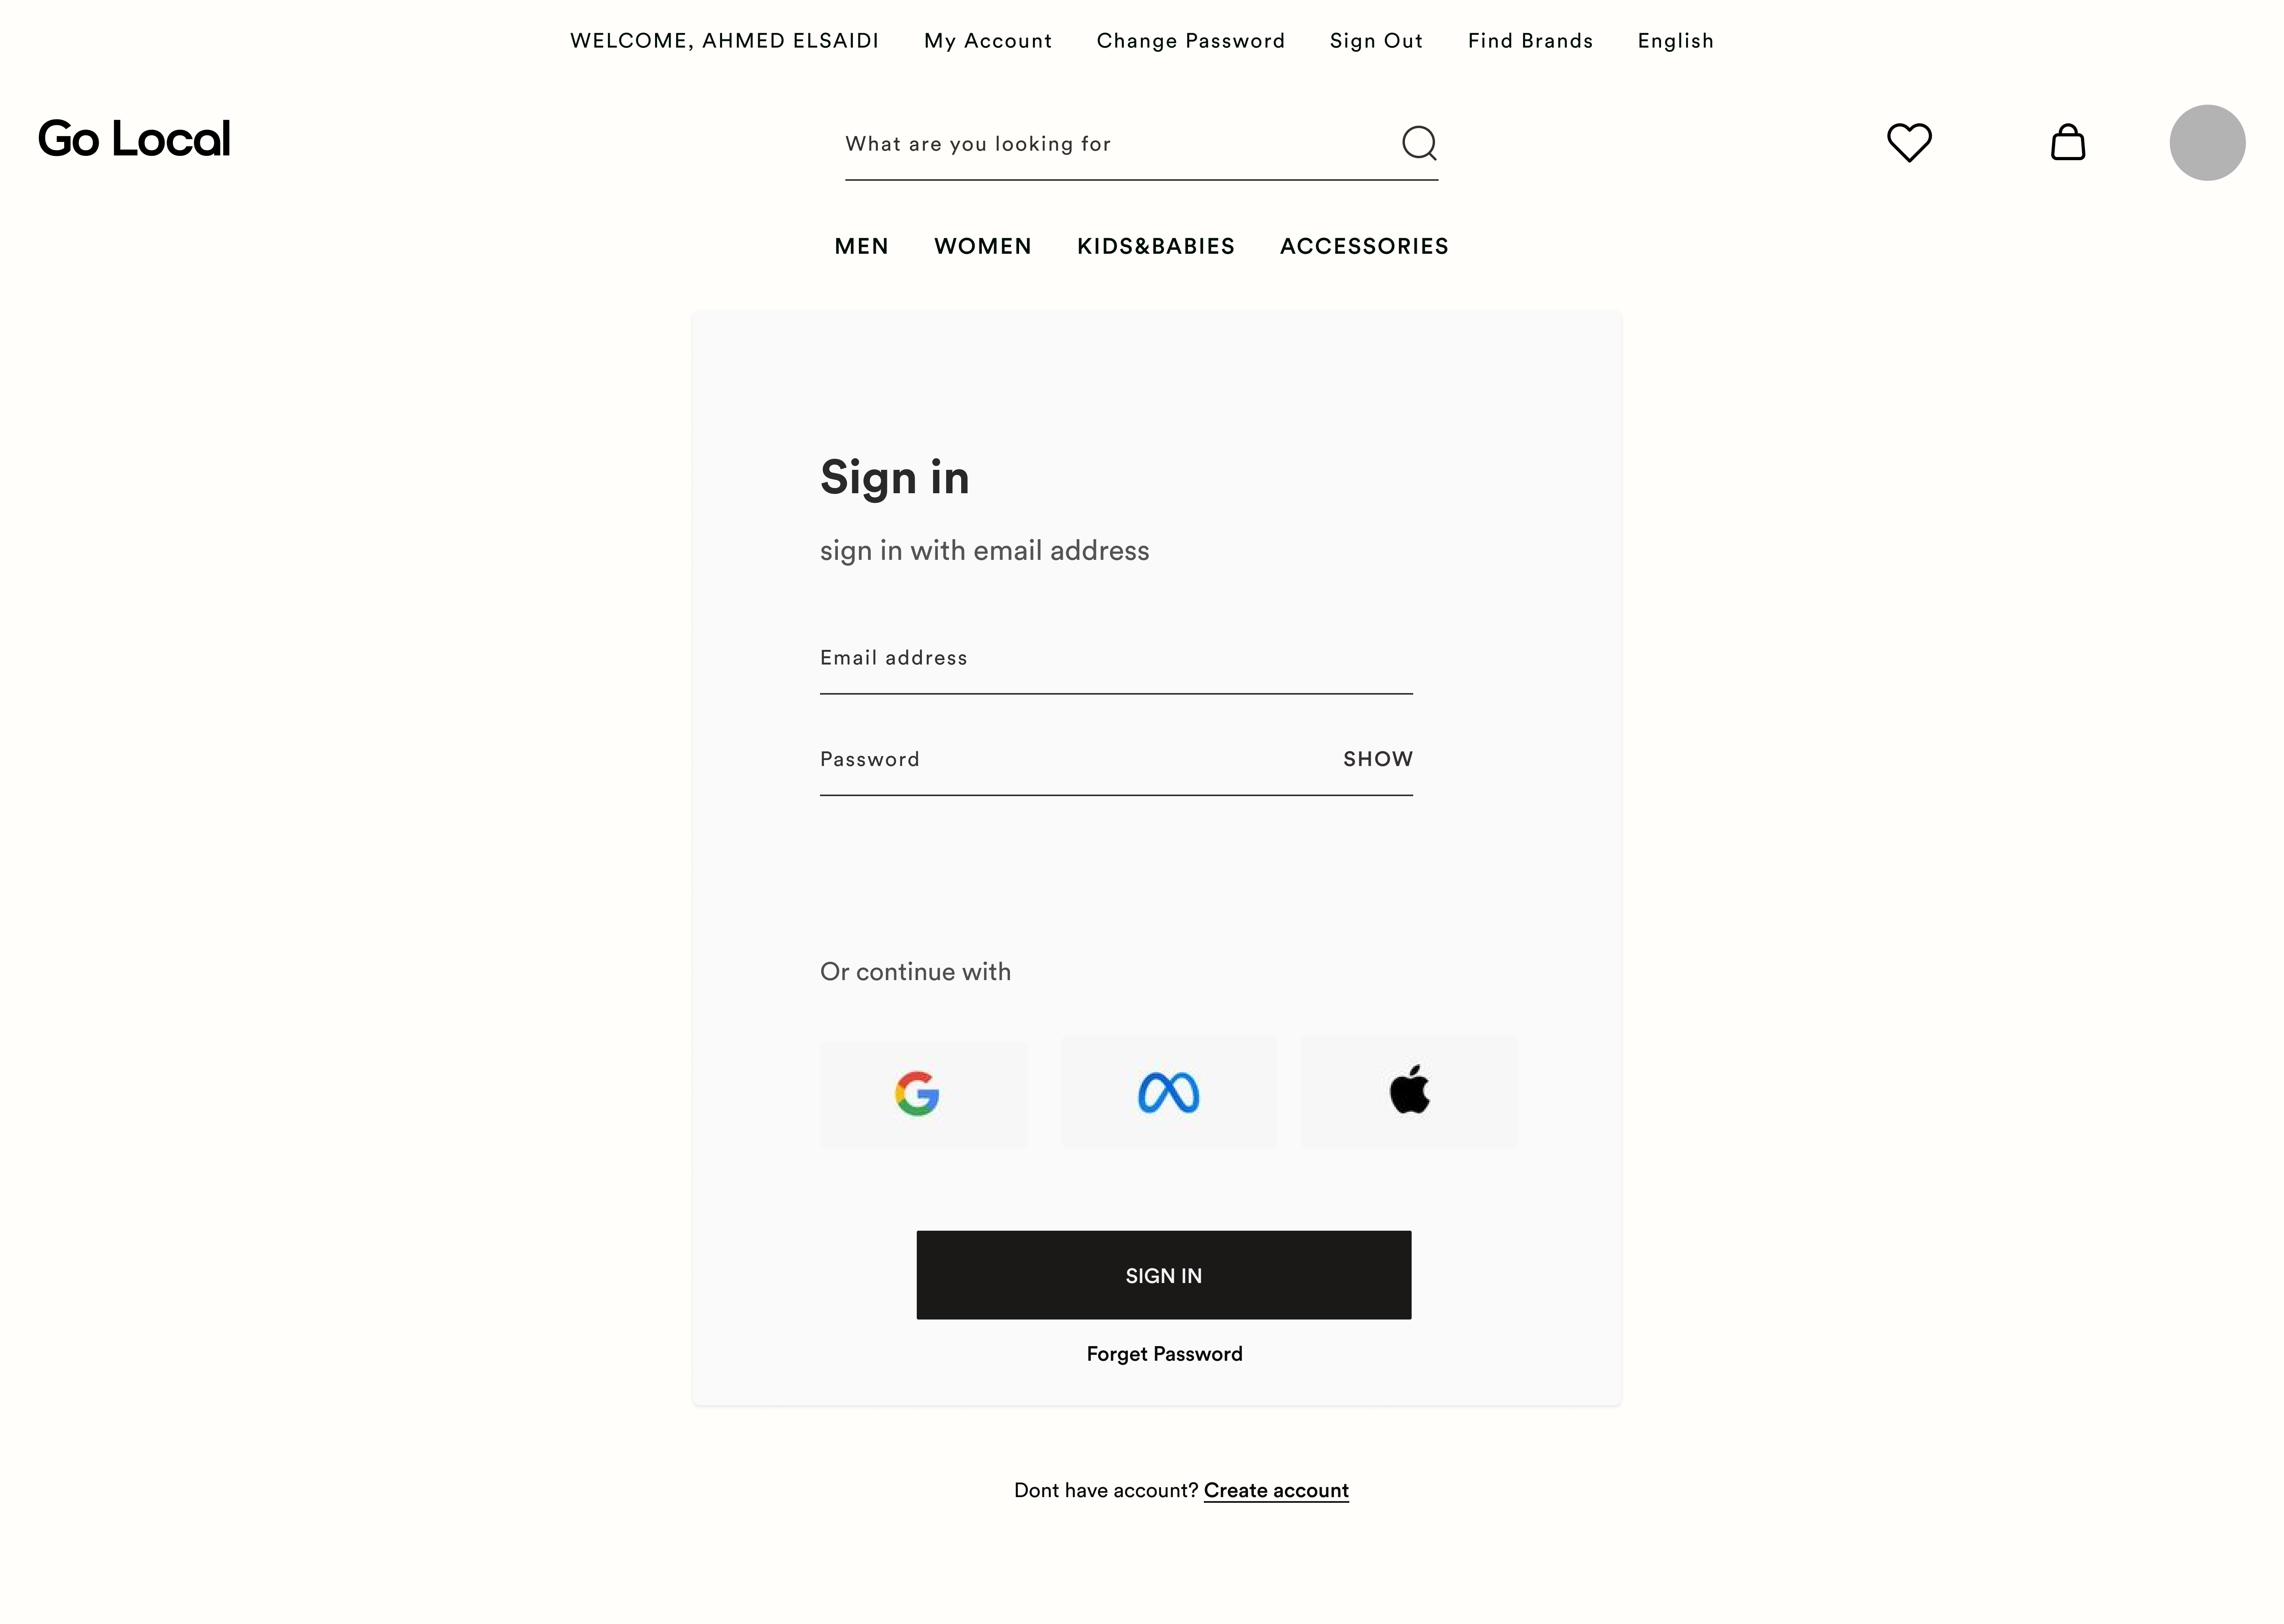 WELCOME, AHMED ELSAIDI My Account Change Password Sign Out Find Brands English
Go Local
What are you looking for
MEN WOMEN KIDS&BABIES ACCESSORIES
Sign in
sign in with email address
Email address
Password SHOW
Or continue with
SIGN IN
Forget Password
Dont have account? Create account